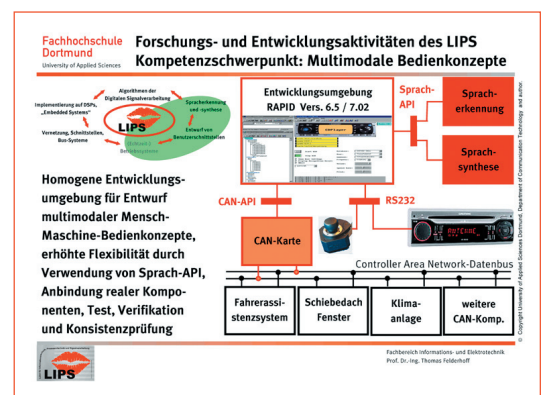 Fachhochschule
Dortmund
University of Applied Sciences
Forschungs- und Entwicklungsaktivitäten des LIPS
Kompetenzschwerpunkt: Multimodale Bedienkonzepte
Algorithmen der
Digitalen Signalverarbeitung
Implementierung auf DSPs,
„Embedded Systems"
Spracherkennung
und -synthese
LIPS
Vernetzung, Schnittstellen,
Bus-Systeme
Entwurf von
Benutzerschnittstellen
Entwicklungsumgebung
RAPID Vers. 6.5 / 7.02
Sprach-
API
Sprach-
erkennung
Sprach-
synthese
Homogene Entwicklungs-
umgebung für Entwurf
multimodaler Mensch-
Maschine-Bedienkonzepte,
erhöhte Flexibilität durch
Verwendung von Sprach-API,
Anbindung realer Kompo-
nenten, Test, Verifikation
und Konsistenzprüfung
CAN-API
RS232
CAN-Karte
Controller Area Network-Datenbus
Fahrerassi-
stenzsystem
Schiebedach
Fenster
Klima-
anlage
weitere
CAN-Komp.
© Copyright University of Applied Sciences Dortmund, Department of Communication Technology and author.
LIPS
Fachbereich Informations- und Elektrotechnik
Prof. Dr.-Ing. Thomas Felderhoff